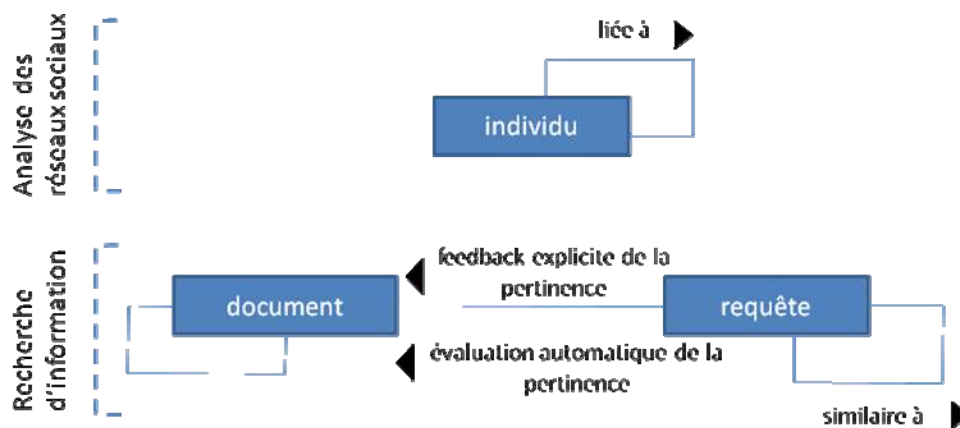 Analyse des
réseaux sociaux
liée à
individu
Recherche
d'information
feedback explicite de la
pertinence
document
requête
évaluation automatique de la
pertinence
similaire à